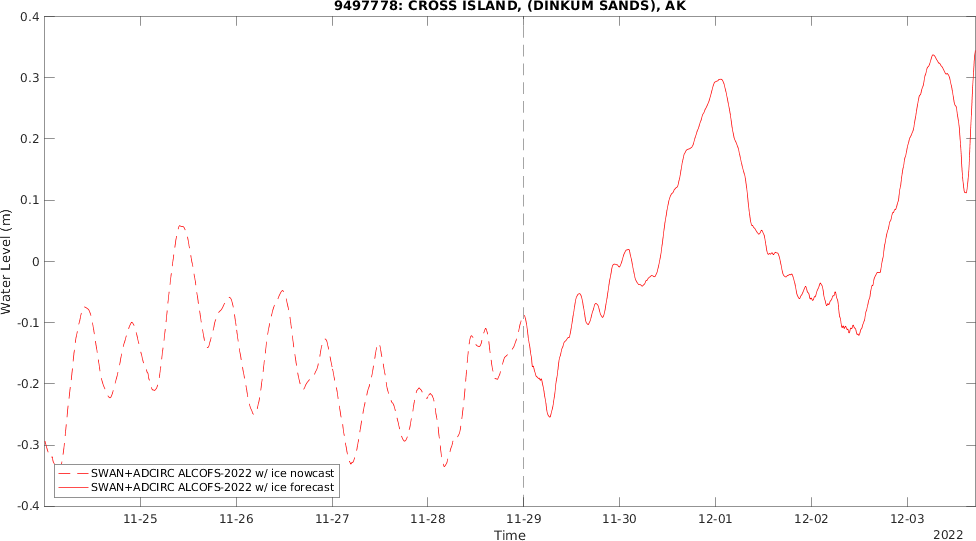 9497778: CROSS ISLAND, (DINKUM SANDS), AK
0.4
0.3
0.2
0.1
0
-0.1
-0.2
-0.3
-0.4
Water Level (m)
SWAN+ADCIRC ALCOFS-2022 w/ ice nowcast
SWAN+ADCIRC ALCOFS-2022 w/ ice forecast
11-25 11-26 11-27 11-28 11-29 11-30 12-01 12-02 12-03
Time
2022